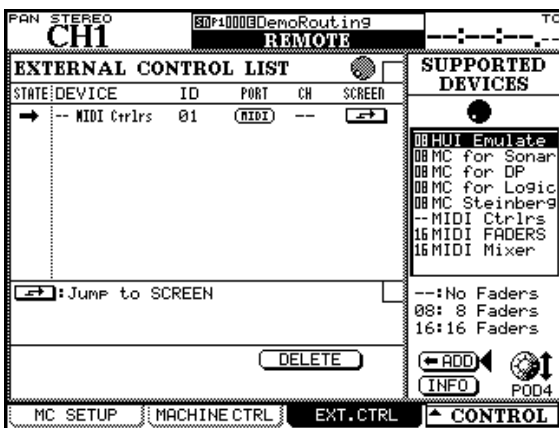 PAN STEREO
CH1
DemoRouting
REMOTE
TC
--:--:--.--
EXTERNAL CONTROL LIST
STATE DEVICE ID PORT CH SCREEN
-- MIDI Ctrlrs 01 MIDI --
: Jump to SCREEN
DELETE
SUPPORTED
DEVICES
08 HUI Emulate
08 MC for Sonar
08 MC for DP
08 MC for Logic
08 MC Steinberg
-- MIDI Ctrlrs
16 MIDI FADERS
16 MIDI Mixer
--:No Faders
08: 8 Faders
16:16 Faders
ADD
INFO
POD4
MC SETUP MACHINE CTRL EXT.CTRL CONTROL